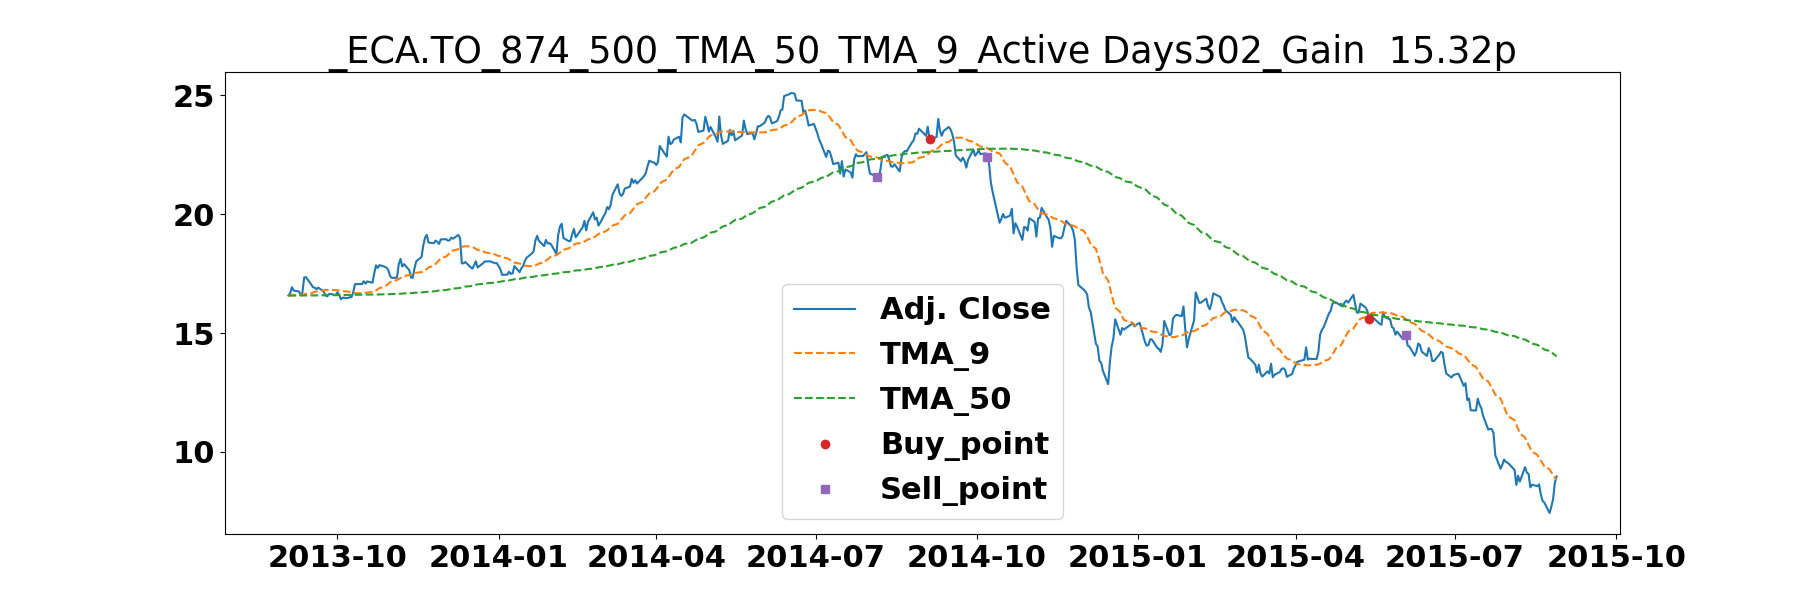 _ECA.TO_874_500_TMA_50_TMA_9_Active Days302_Gain  15.32p
25
20
15
10
Adj. Close
TMA_9
TMA_50
Buy_point
Sell_point
2013-10 2014-01 2014-04 2014-07 2014-10 2015-01 2015-04 2015-07 2015-10